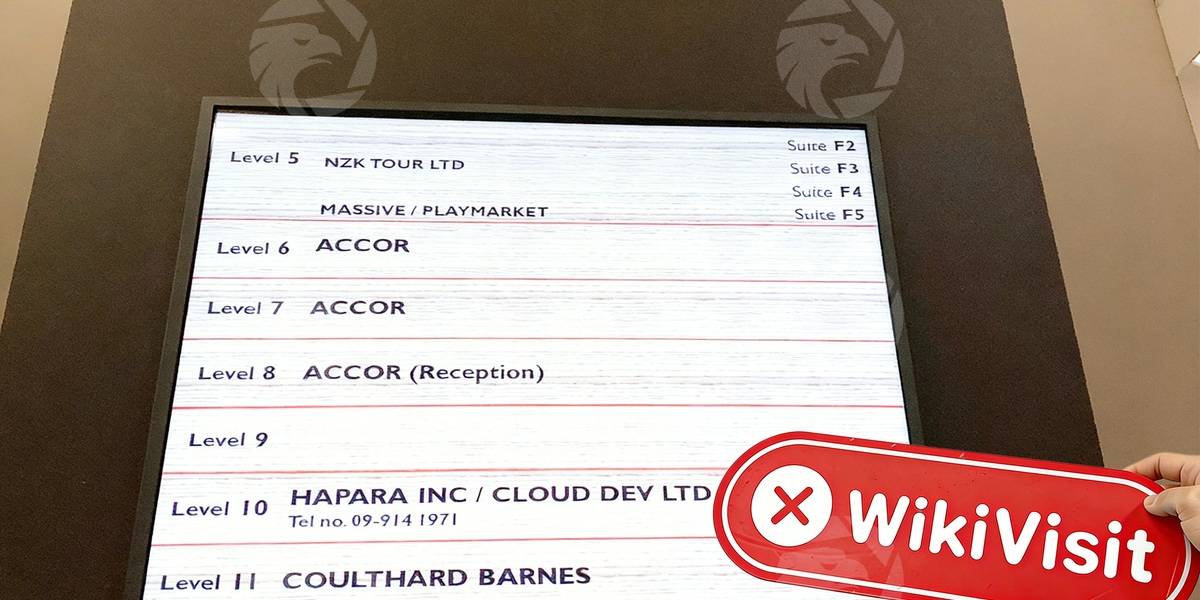 Level 5 NZK TOUR LTD Suite F2
Suite F3
Suite F4
MASSIVE / PLAYMARKET Suite F5
Level 6 ACCOR
Level 7 ACCOR
Level 8 ACCOR (Reception)
Level 9
Level 10 HAPARA INC / CLOUD DEV LTD
Tel no. 09-914 1971
Level 11 COULTHARD BARNES
WikiVisit